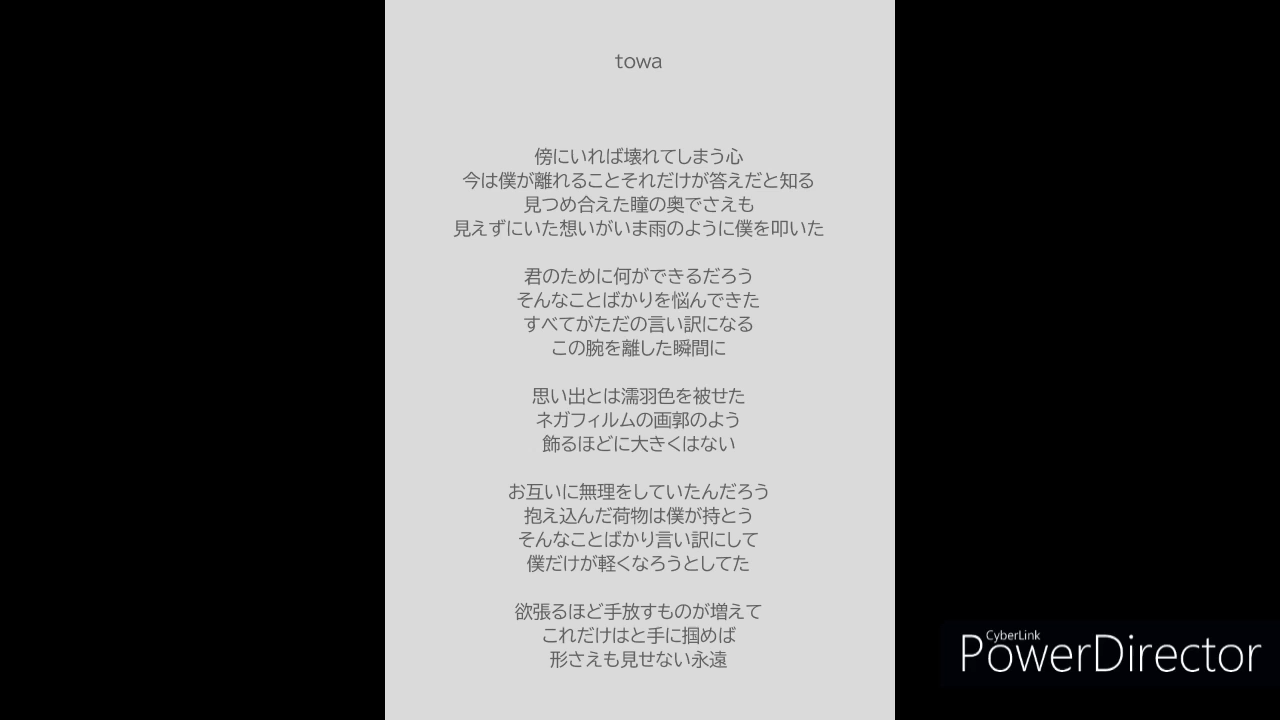 towa
傍にいれば壊れてしまう心
今は僕が離れることそれだけが答えだと知る
見つめ合えた瞳の奥でさえも
見えずにいた想いがいま雨のように僕を叩いた
君のために何ができるだろう
そんなことばかりを悩んできた
すべてがただの言い訳になる
この腕を離した瞬間に
思い出とは濡羽色を被せた
ネガフィルムの画郭のよう
飾るほどに大きくはない
お互いに無理をしていたんだろう
抱え込んだ荷物は僕が持とう
そんなことばかり言い訳にして
僕だけが軽くなろうとしてた
欲張るほど手放すものが増えて
これだけはと手に掴めば
形さえも見せない永遠
CyberLink
PowerDirector